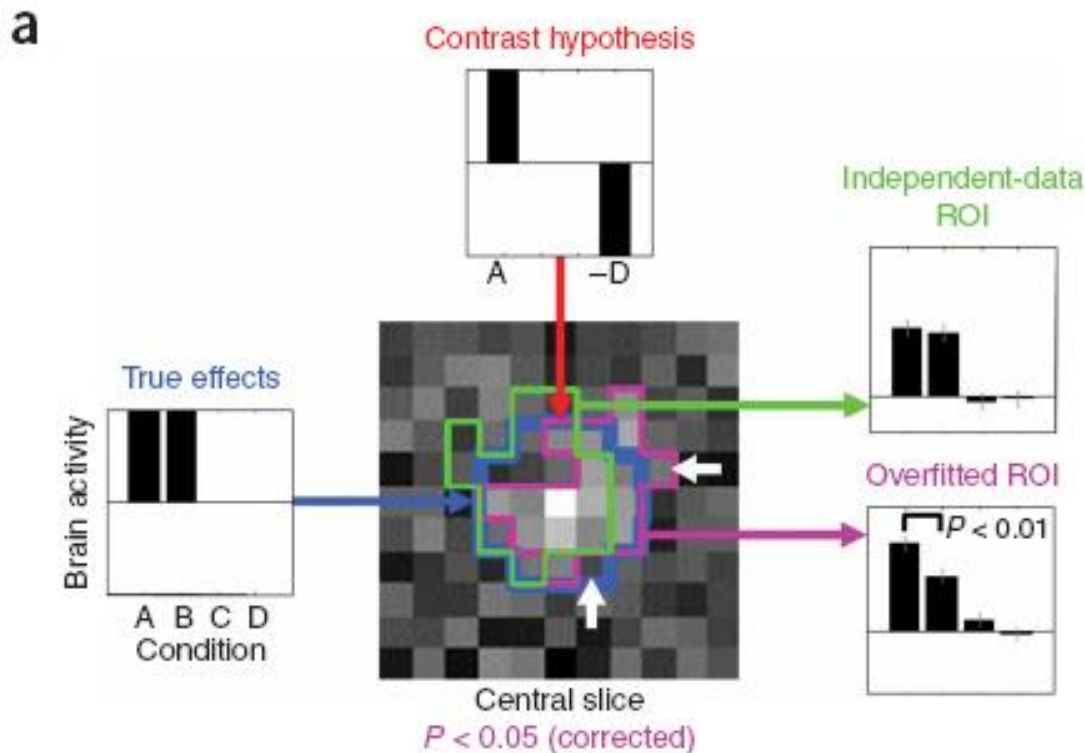 a
Contrast hypothesis
A –D
Independent-data
ROI
True effects
Brain activity
A B C D
Condition
Overfitted ROI
P < 0.01
Central slice
P < 0.05 (corrected)